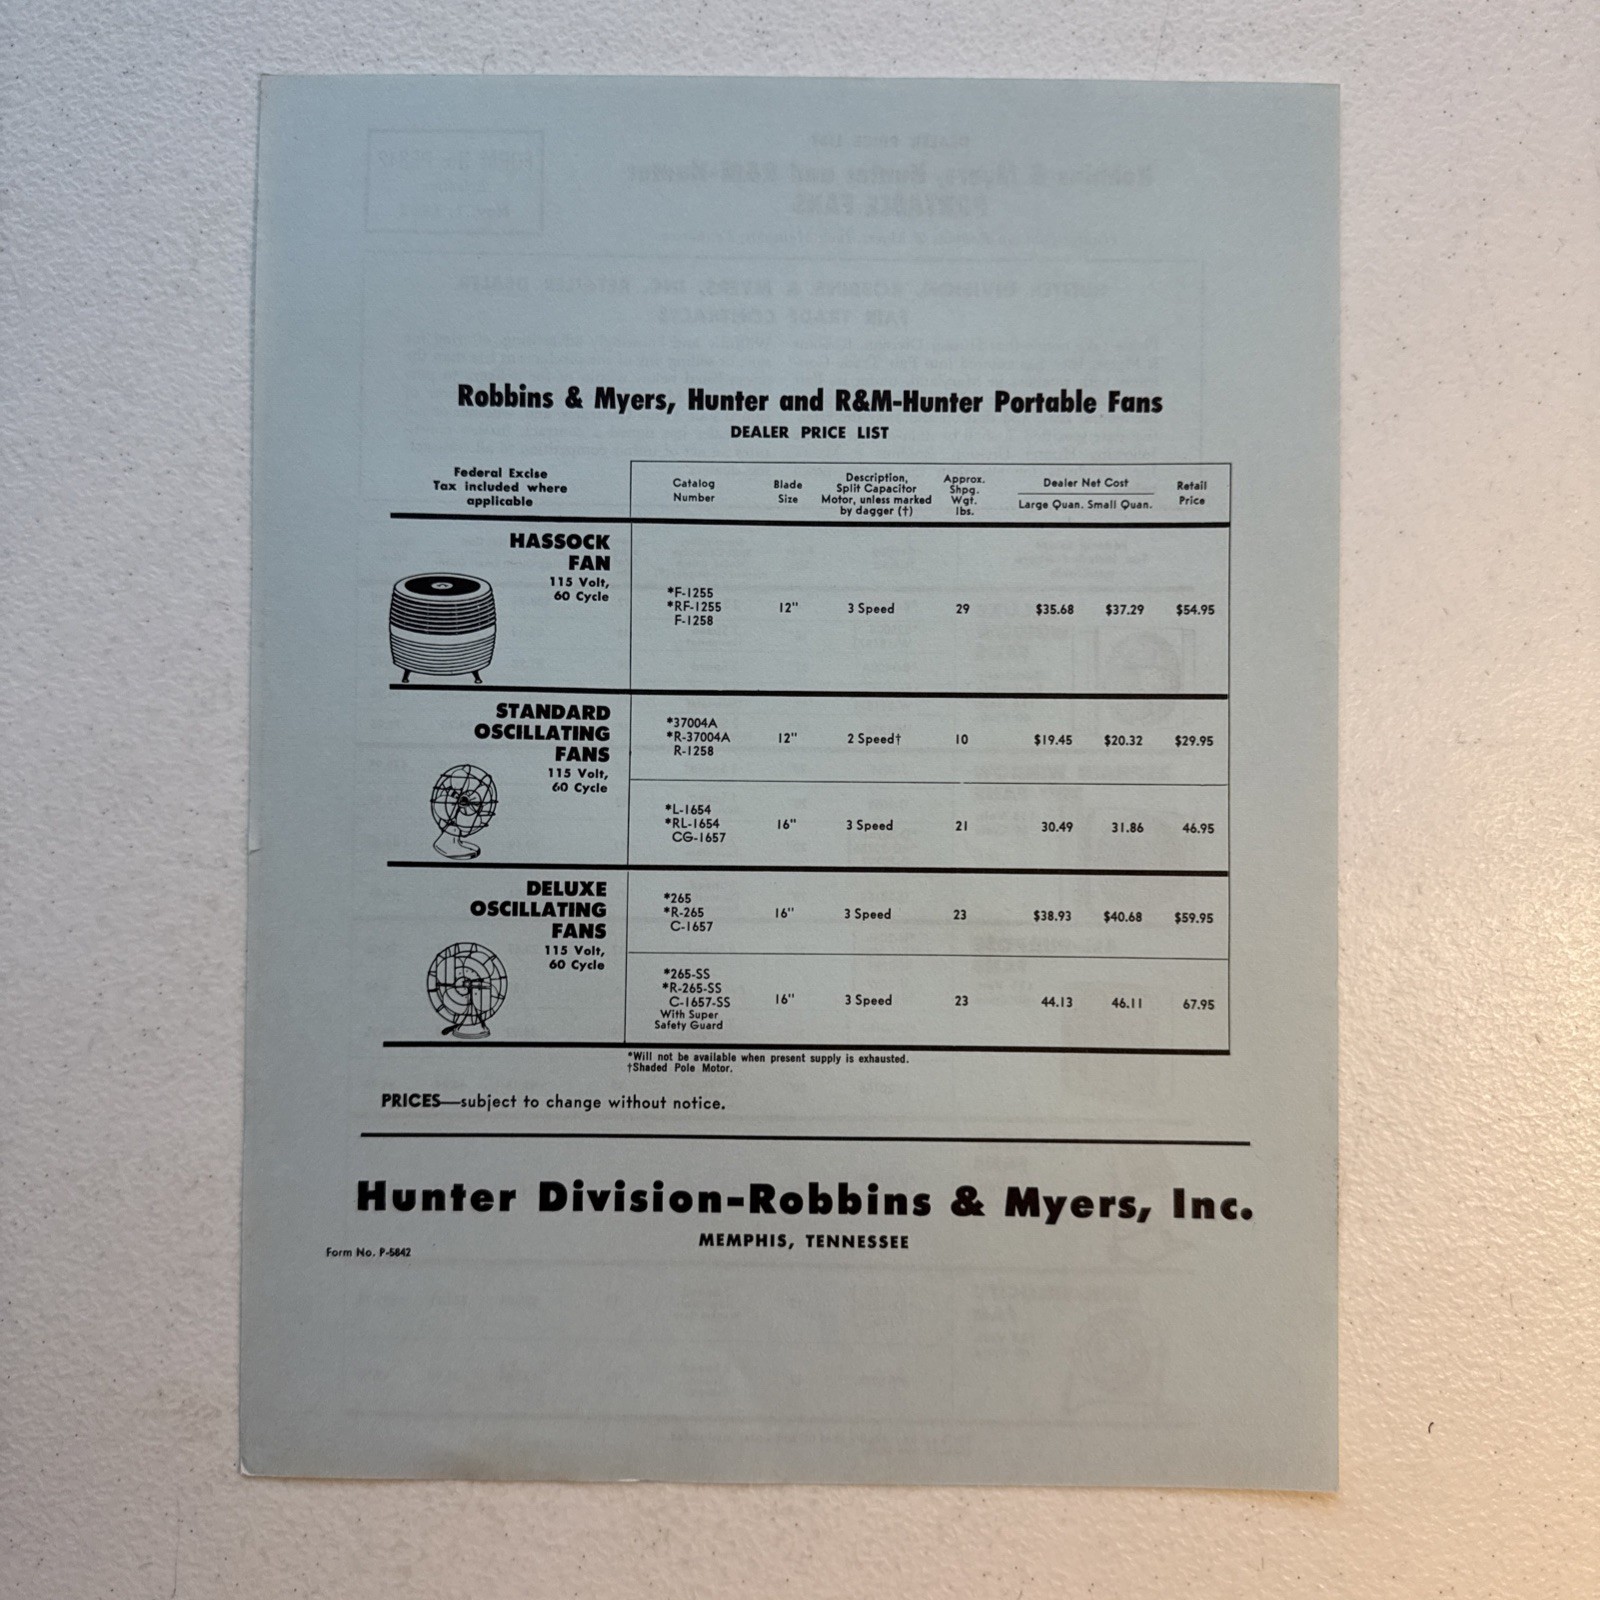 Robbins & Myers, Hunter and R&M-Hunter Portable Fans
DEALER PRICE LIST
Federal Excise
Tax included where
applicable
Catalog
Number
Blade
Size
Description,
Split Capacitor
Motor, unless marked
by dagger (†)
Approx.
Shpg.
Wgt.
lbs.
Dealer Net Cost
Large Quan. Small Quan.
Retail
Price
HASSOCK
FAN
115 Volt,
60 Cycle
*F-1255
*RF-1255
F-1258
12" 3 Speed 29 $35.68 $37.29 $54.95
STANDARD
OSCILLATING
FANS
115 Volt,
60 Cycle
*37004A
*R-37004A
R-1258
12" 2 Speed† 10 $19.45 $20.32 $29.95
*L-1654
*RL-1654
CG-1657
16" 3 Speed 21 30.49 31.86 46.95
DELUXE
OSCILLATING
FANS
115 Volt,
60 Cycle
*265
*R-265
C-1657
16" 3 Speed 23 $38.93 $40.68 $59.95
*265-SS
*R-265-SS
C-1657-SS
With Super
Safety Guard
16" 3 Speed 23 44.13 46.11 67.95
*Will not be available when present supply is exhausted.
†Shaded Pole Motor.
PRICES—subject to change without notice.
Hunter Division-Robbins & Myers, Inc.
MEMPHIS, TENNESSEE
Form No. P-5842